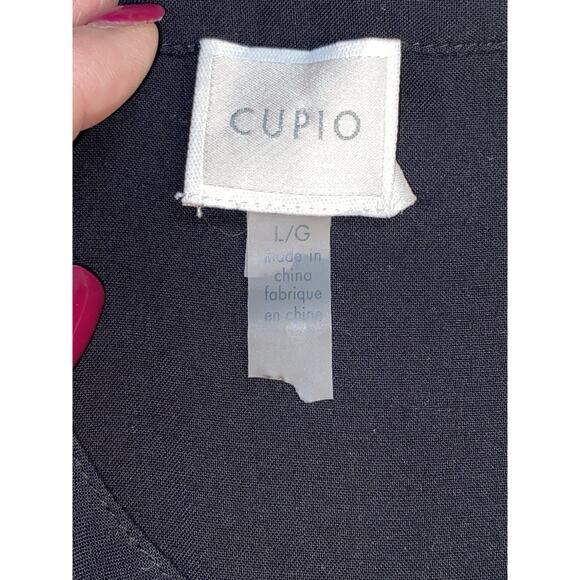 CUPIO
L/G
made in
china
fabrique
en chine